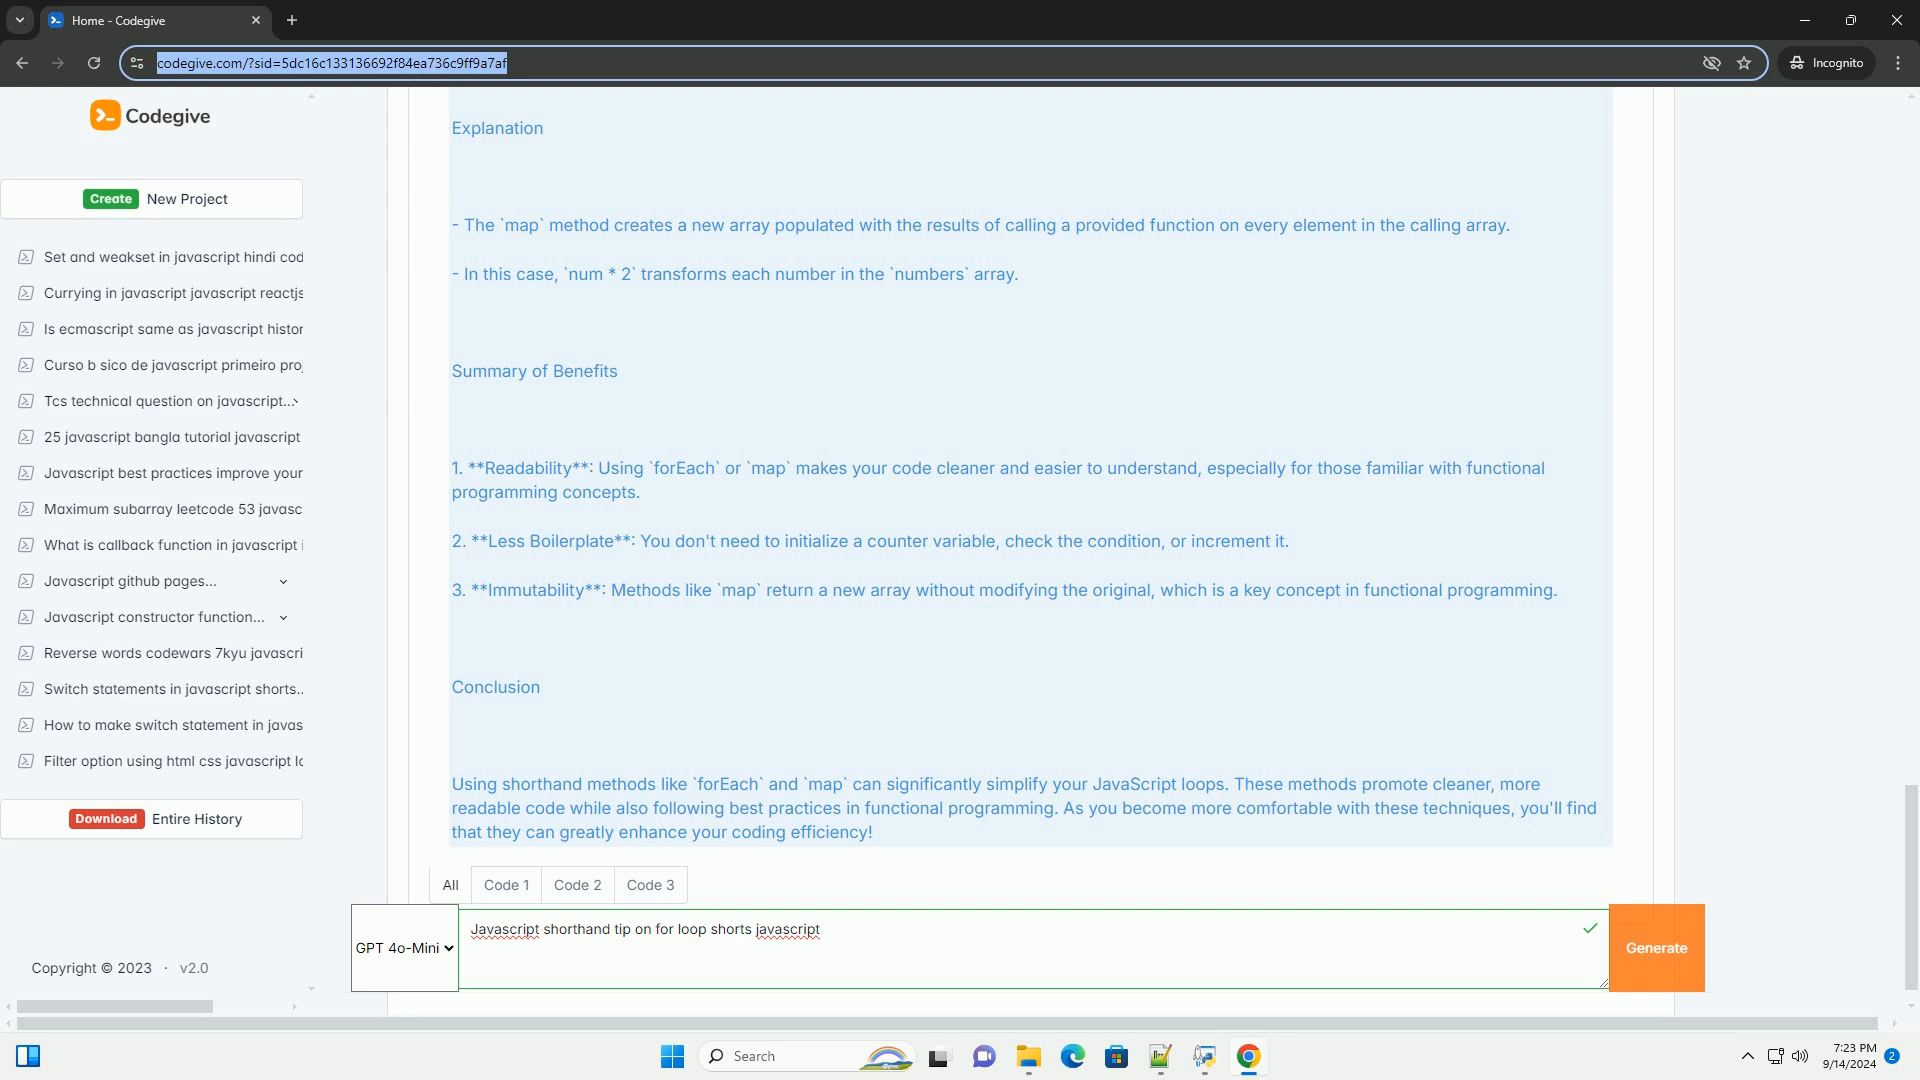 Home - Codegive
codegive.com/?sid=5dc16c133136692f84ea736c9ff9a7af
Incognito
Codegive
Create New Project
Set and weakset in javascript hindi cod
Currying in javascript javascript reactjs
Is ecmascript same as javascript histor
Curso b sico de javascript primeiro pro
Tcs technical question on javascript...
25 javascript bangla tutorial javascript
Javascript best practices improve your
Maximum subarray leetcode 53 javasc
What is callback function in javascript i
Javascript github pages...
Javascript constructor function...
Reverse words codewars 7kyu javascri
Switch statements in javascript shorts..
How to make switch statement in javas
Filter option using html css javascript lo
Download Entire History
Copyright © 2023 · v2.0
Explanation
- The `map` method creates a new array populated with the results of calling a provided function on every element in the calling array.
- In this case, `num * 2` transforms each number in the `numbers` array.
Summary of Benefits
1. **Readability**: Using `forEach` or `map` makes your code cleaner and easier to understand, especially for those familiar with functional
programming concepts.
2. **Less Boilerplate**: You don't need to initialize a counter variable, check the condition, or increment it.
3. **Immutability**: Methods like `map` return a new array without modifying the original, which is a key concept in functional programming.
Conclusion
Using shorthand methods like `forEach` and `map` can significantly simplify your JavaScript loops. These methods promote cleaner, more
readable code while also following best practices in functional programming. As you become more comfortable with these techniques, you'll find
that they can greatly enhance your coding efficiency!
All Code 1 Code 2 Code 3
GPT 4o-Mini
Javascript shorthand tip on for loop shorts javascript
Generate
Search
7:23 PM
9/14/2024
2